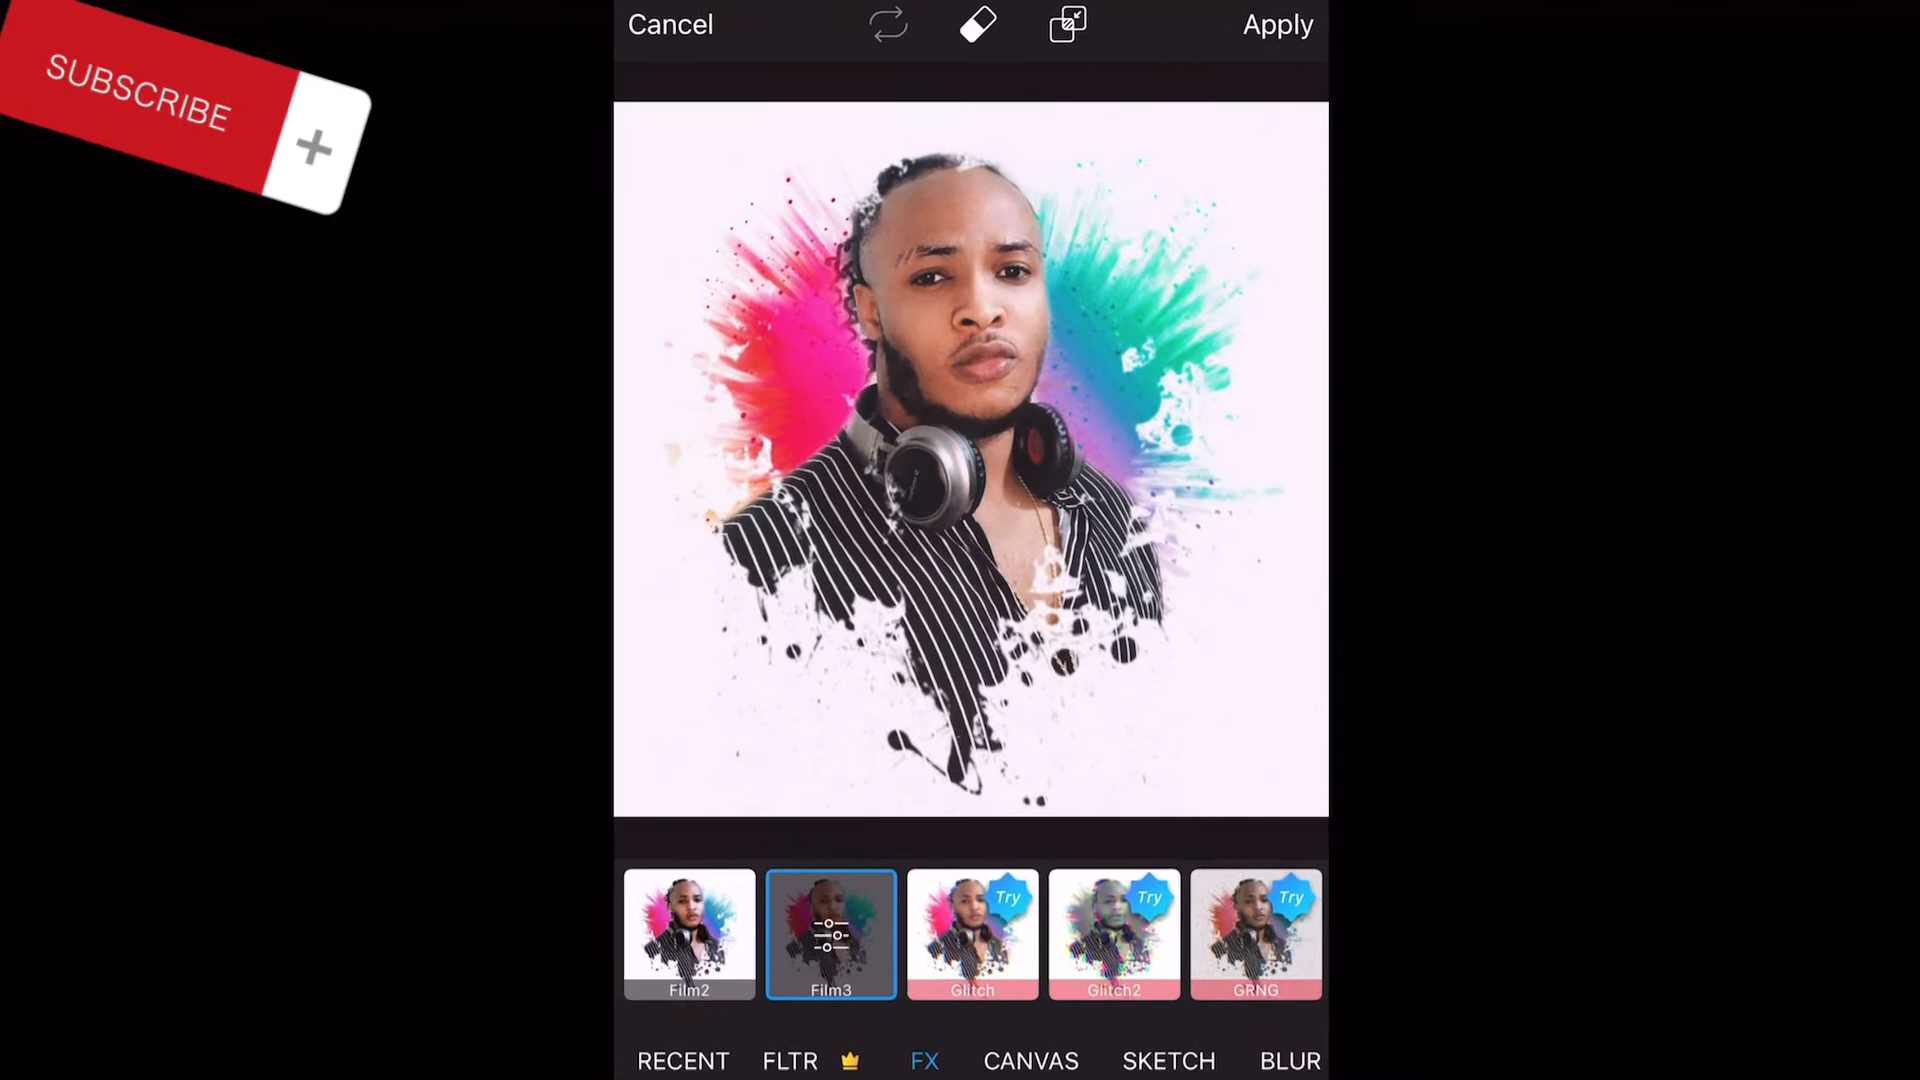 Cancel
Apply
SUBSCRIBE
Film2
Film3
Try
Glitch
Try
Glitch2
Try
GRNG
RECENT
FLTR
FX
CANVAS
SKETCH
BLUR